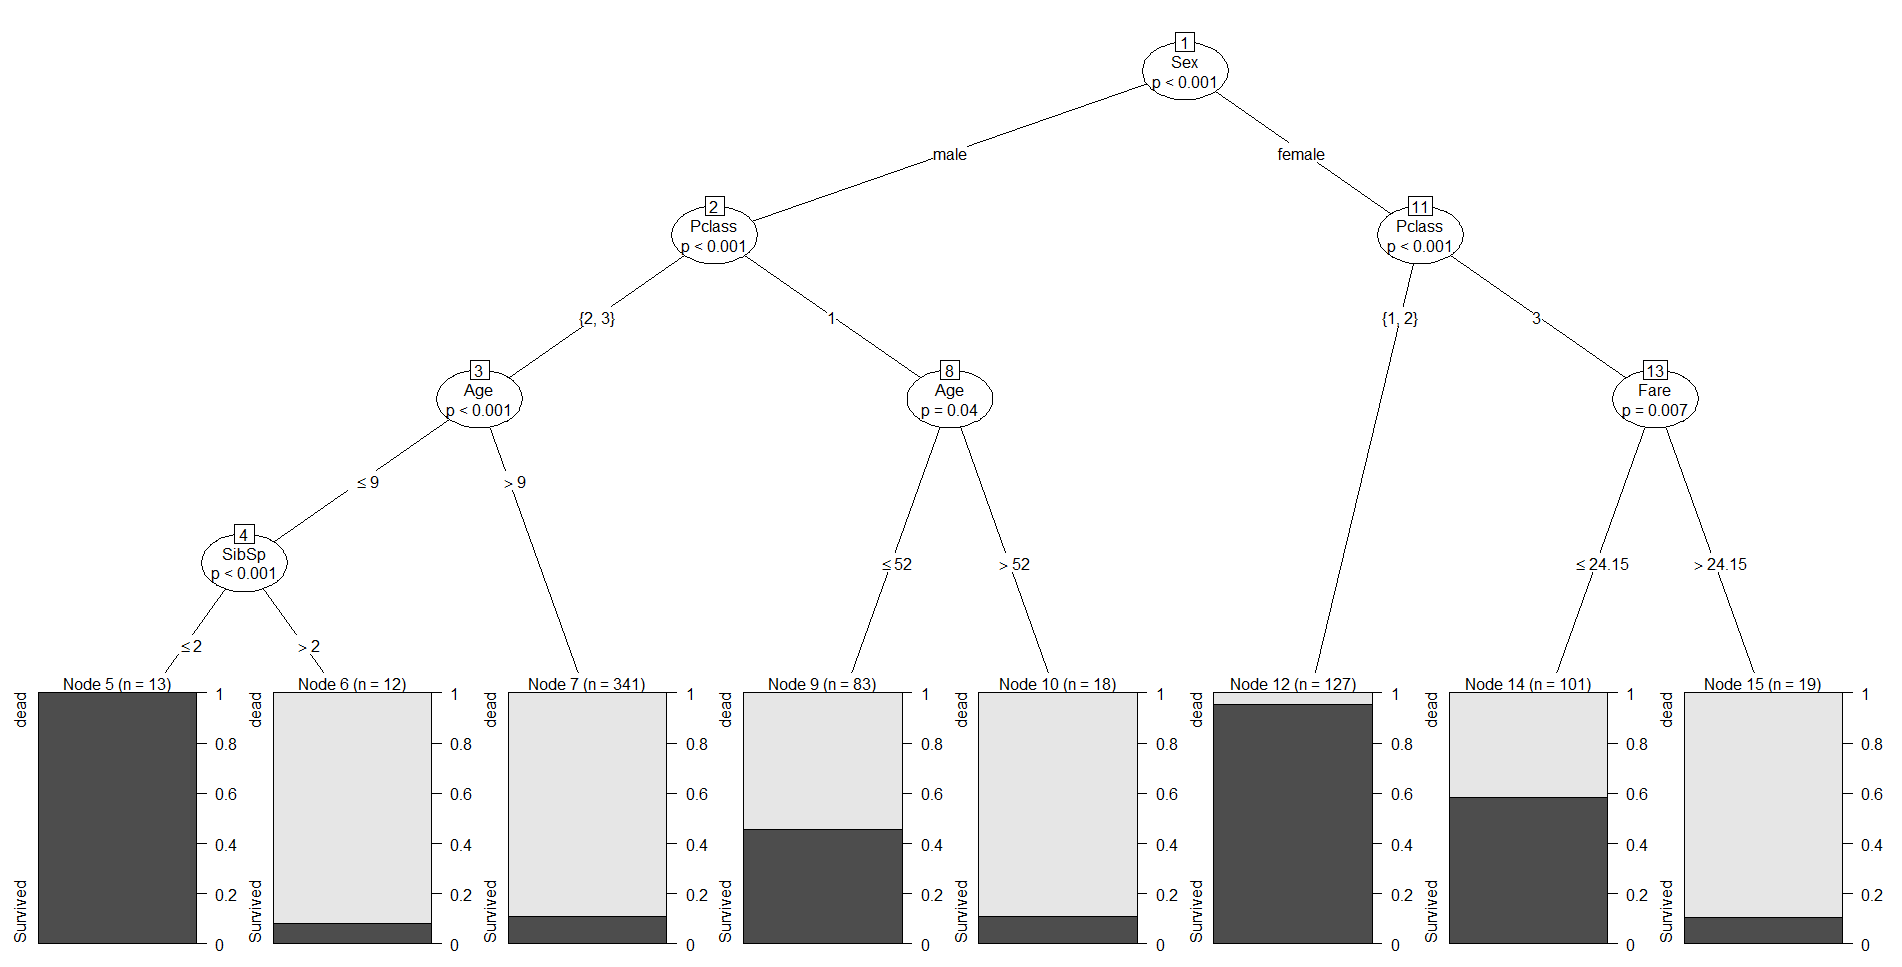 1
Sex
p < 0.001
male
female
2
Pclass
p < 0.001
11
Pclass
p < 0.001
{2, 3}
1
{1, 2}
3
3
Age
p < 0.001
8
Age
p = 0.04
13
Fare
p = 0.007
≤ 9
> 9
≤ 52
> 52
≤ 24.15
> 24.15
4
SibSp
p < 0.001
≤ 2
> 2
Node 5 (n = 13)
dead
Survived
1
0.8
0.6
0.4
0.2
0
Node 6 (n = 12)
dead
Survived
1
0.8
0.6
0.4
0.2
0
Node 7 (n = 341)
dead
Survived
1
0.8
0.6
0.4
0.2
0
Node 9 (n = 83)
dead
Survived
1
0.8
0.6
0.4
0.2
0
Node 10 (n = 18)
dead
Survived
1
0.8
0.6
0.4
0.2
0
Node 12 (n = 127)
dead
Survived
1
0.8
0.6
0.4
0.2
0
Node 14 (n = 101)
dead
Survived
1
0.8
0.6
0.4
0.2
0
Node 15 (n = 19)
dead
Survived
1
0.8
0.6
0.4
0.2
0